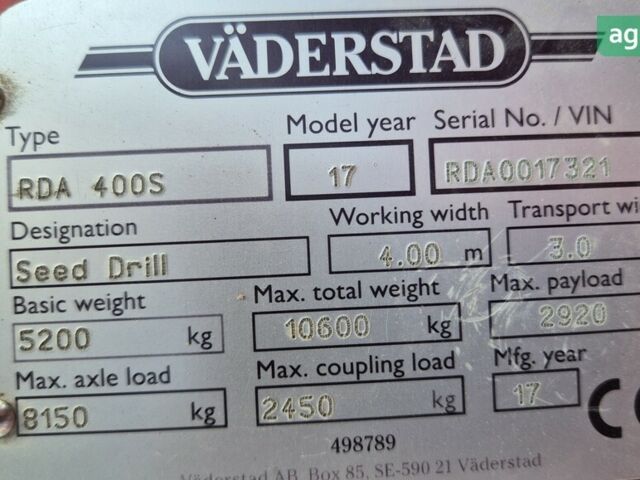 VÄDERSTAD
ag
Type
Model year
Serial No. / VIN
RDA 400S
17
RDA0017321
Designation
Working width
Transport wi
Seed Drill
4.00 m
3.0
Basic weight
Max. total weight
Max. payload
5200 kg
10600 kg
2920
Max. axle load
Max. coupling load
Mfg. year
8150 kg
2450 kg
17
CE
498789
Väderstad AB, Box 85, SE-590 21 Väderstad